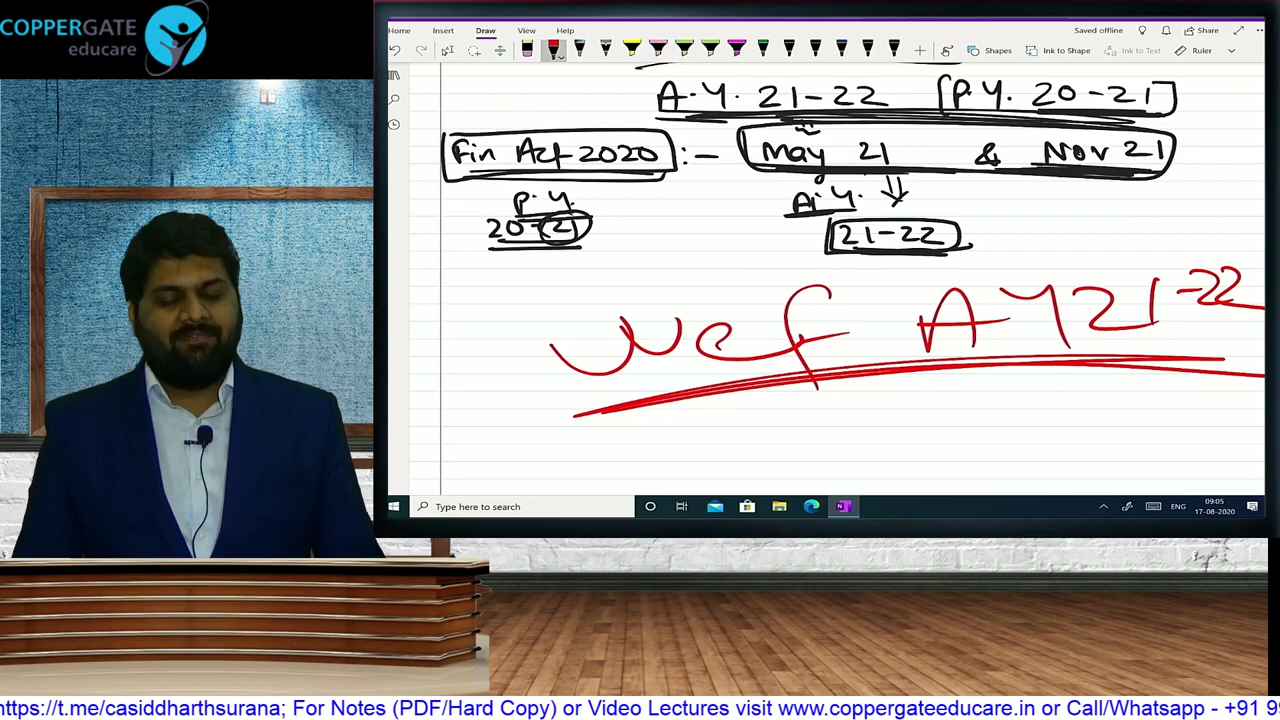 COPPERGATE
educare
Home Insert Draw View Help
Saved offline
Share
Shapes
Ink to Shape
Ink to Text
Ruler
A.Y. 21-22 [P.Y. 20-21]
Fin Act 2020 :- May 21 & Nov 21
P.Y. A.Y.
20-21 21-22
wef AY21-22
Type here to search
ENG
09:05
17-08-2020
https://t.me/casiddharthsurana; For Notes (PDF/Hard Copy) or Video Lectures visit www.coppergateeducare.in or Call/Whatsapp - +91 9